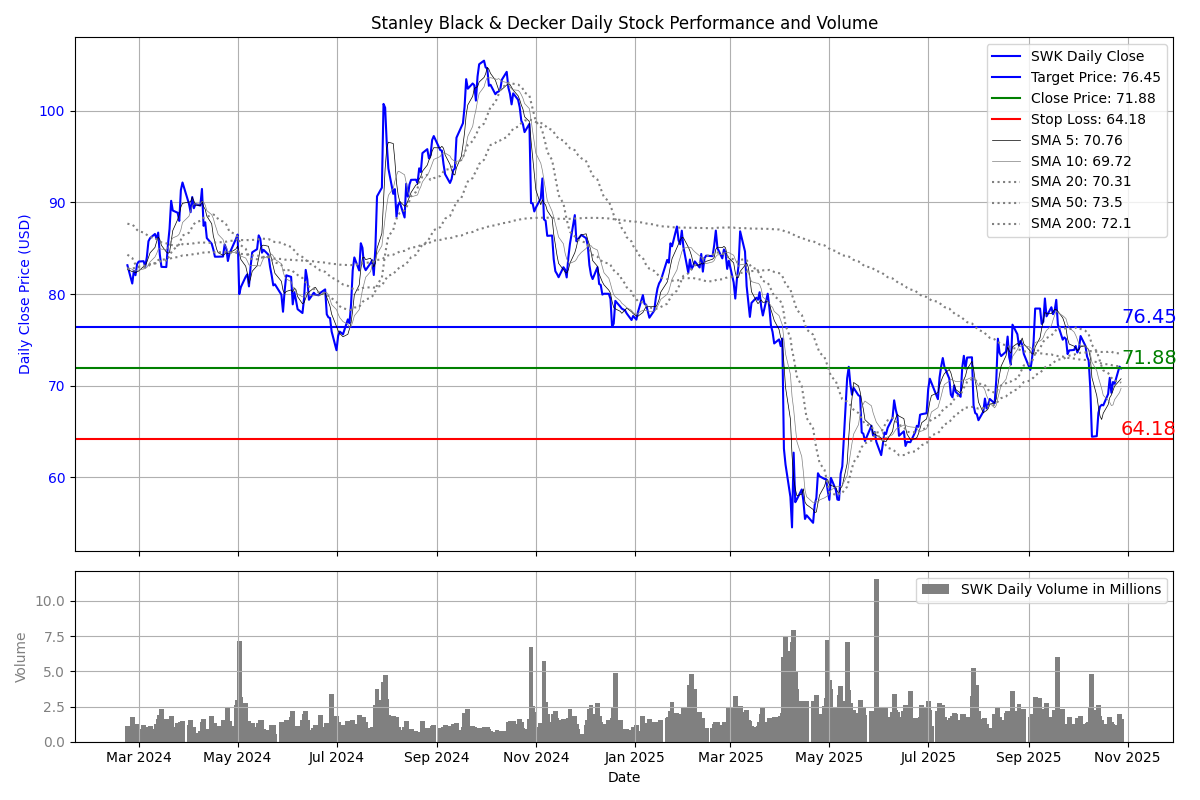 Stanley Black & Decker Daily Stock Performance and Volume
Daily Close Price (USD)
100
90
80
70
60
SWK Daily Close
Target Price: 76.45
Close Price: 71.88
Stop Loss: 64.18
SMA 5: 70.76
SMA 10: 69.72
SMA 20: 70.31
SMA 50: 73.5
SMA 200: 72.1
76.45
71.88
64.18
Volume
10.0
7.5
5.0
2.5
0.0
SWK Daily Volume in Millions
Mar 2024 May 2024 Jul 2024 Sep 2024 Nov 2024 Jan 2025 Mar 2025 May 2025 Jul 2025 Sep 2025 Nov 2025
Date